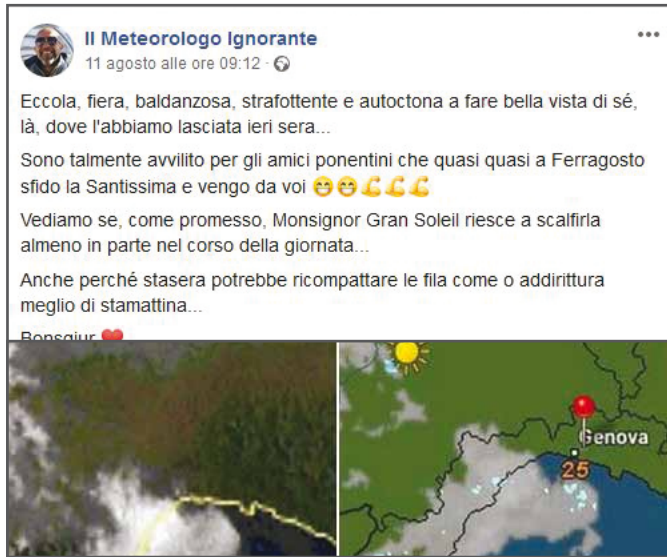 Il Meteorologo Ignorante
11 agosto alle ore 09:12 ·
Eccola, fiera, baldanzosa, strafottente e autoctona a fare bella vista di sé,
là, dove l'abbiamo lasciata ieri sera...
Sono talmente avvilito per gli amici ponentini che quasi quasi a Ferragosto
sfido la Santissima e vengo da voi 😁😁💪💪💪
Vediamo se, come promesso, Monsignor Gran Soleil riesce a scalfirla
almeno in parte nel corso della giornata...
Anche perché stasera potrebbe ricompattare le fila come o addirittura
meglio di stamattina...
Bonsgiur ❤️
Genova
25